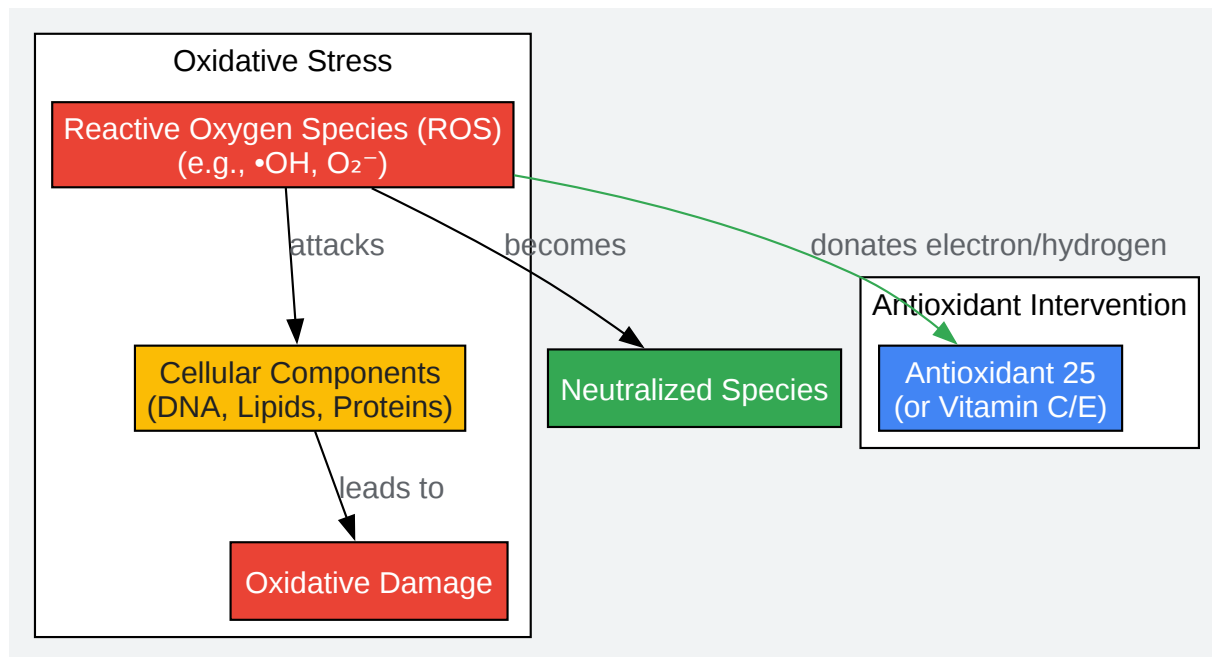 Oxidative Stress
Reactive Oxygen Species (ROS)
(e.g., •OH, O₂⁻)
attacks
becomes
donates electron/hydrogen
Antioxidant Intervention
Cellular Components
(DNA, Lipids, Proteins)
Neutralized Species
Antioxidant 25
(or Vitamin C/E)
leads to
Oxidative Damage